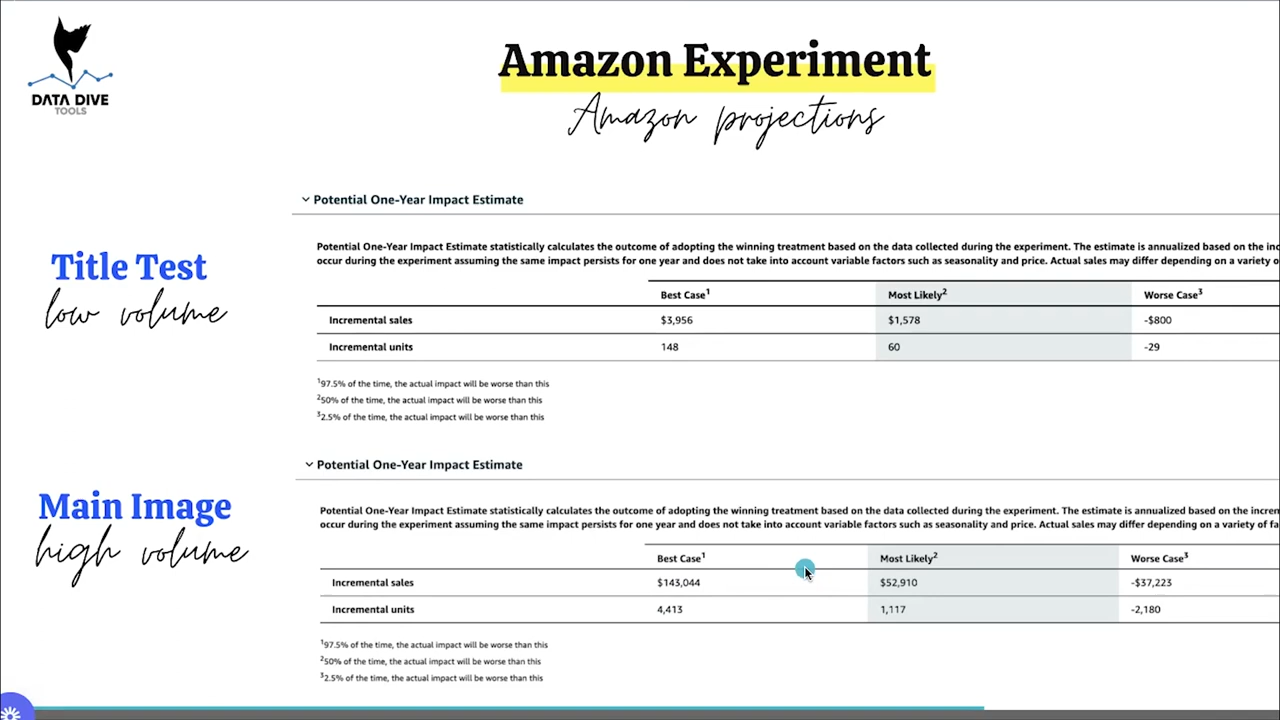 DATA DIVE
TOOLS
Amazon Experiment
Amazon projections
Potential One-Year Impact Estimate
Potential One-Year Impact Estimate statistically calculates the outcome of adopting the winning treatment based on the data collected during the experiment. The estimate is annualized based on the
occur during the experiment assuming the same impact persists for one year and does not take into account variable factors such as seasonality and price. Actual sales may differ depending on a variety
Title Test
low volume
Best Case1 Most Likely2 Worse Case3
Incremental sales $3,956 $1,578 -$800
Incremental units 148 60 -29
197.5% of the time, the actual impact will be worse than this
250% of the time, the actual impact will be worse than this
32.5% of the time, the actual impact will be worse than this
Potential One-Year Impact Estimate
Main Image
high volume
Potential One-Year Impact Estimate statistically calculates the outcome of adopting the winning treatment based on the data collected during the experiment. The estimate is annualized based on the
occur during the experiment assuming the same impact persists for one year and does not take into account variable factors such as seasonality and price. Actual sales may differ depending on a variety of
Best Case1 Most Likely2 Worse Case3
Incremental sales $143,044 $52,910 -$37,223
Incremental units 4,413 1,117 -2,180
197.5% of the time, the actual impact will be worse than this
250% of the time, the actual impact will be worse than this
32.5% of the time, the actual impact will be worse than this